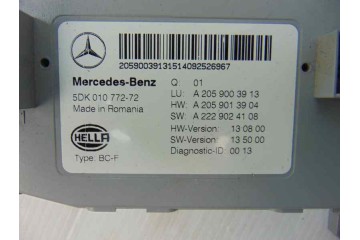 20590039131514092526967
Mercedes-Benz Q: 01
5DK 010 772-72 LU: A 205 900 39 13
Made in Romania HW: A 205 901 39 04
SW: A 222 902 41 08
HELLA HW-Version: 13 08 00
SW-Version: 13 50 00
Type: BC-F Diagnostic-ID: 00 13